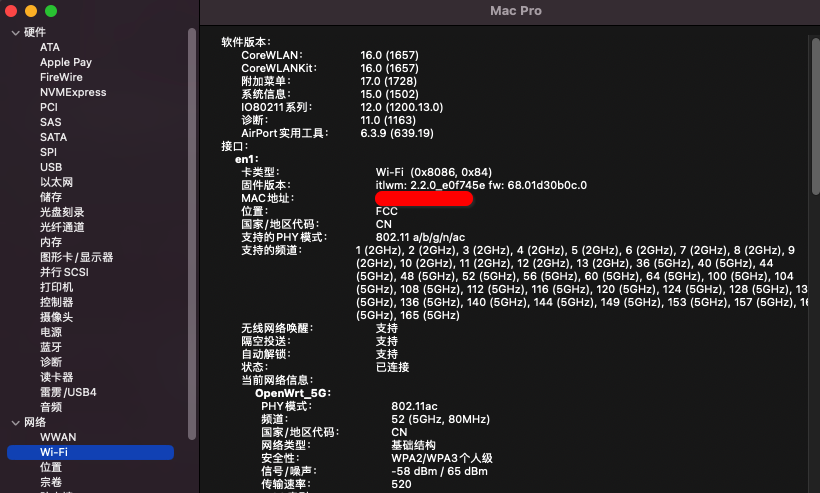 Mac Pro
硬件
ATA
Apple Pay
FireWire
NVMExpress
PCI
SAS
SATA
SPI
USB
以太网
储存
光盘刻录
光纤通道
内存
图形卡/显示器
并行SCSI
打印机
控制器
摄像头
电源
蓝牙
诊断
读卡器
雷雳/USB4
音频
网络
WWAN
Wi-Fi
位置
宗卷
软件版本：
CoreWLAN： 16.0 (1657)
CoreWLANKit： 16.0 (1657)
附加菜单： 17.0 (1728)
系统信息： 15.0 (1502)
IO80211系列： 12.0 (1200.13.0)
诊断： 11.0 (1163)
AirPort实用工具： 6.3.9 (639.19)
接口：
en1：
卡类型： Wi-Fi (0x8086, 0x84)
固件版本： itlwm: 2.2.0_e0f745e fw: 68.01d30b0c.0
MAC地址：
位置： FCC
国家/地区代码： CN
支持的PHY模式： 802.11 a/b/g/n/ac
支持的频道： 1 (2GHz), 2 (2GHz), 3 (2GHz), 4 (2GHz), 5 (2GHz), 6 (2GHz), 7 (2GHz), 8 (2GHz), 9
(2GHz), 10 (2GHz), 11 (2GHz), 12 (2GHz), 13 (2GHz), 36 (5GHz), 40 (5GHz), 44
(5GHz), 48 (5GHz), 52 (5GHz), 56 (5GHz), 60 (5GHz), 64 (5GHz), 100 (5GHz), 104
(5GHz), 108 (5GHz), 112 (5GHz), 116 (5GHz), 120 (5GHz), 124 (5GHz), 128 (5GHz), 13
(5GHz), 136 (5GHz), 140 (5GHz), 144 (5GHz), 149 (5GHz), 153 (5GHz), 157 (5GHz), 16
(5GHz), 165 (5GHz)
无线网络唤醒： 支持
隔空投送： 支持
自动解锁： 支持
状态： 已连接
当前网络信息：
OpenWrt_5G：
PHY模式： 802.11ac
频道： 52 (5GHz, 80MHz)
国家/地区代码： CN
网络类型： 基础结构
安全性： WPA2/WPA3个人级
信号/噪声： -58 dBm / 65 dBm
传输速率： 520